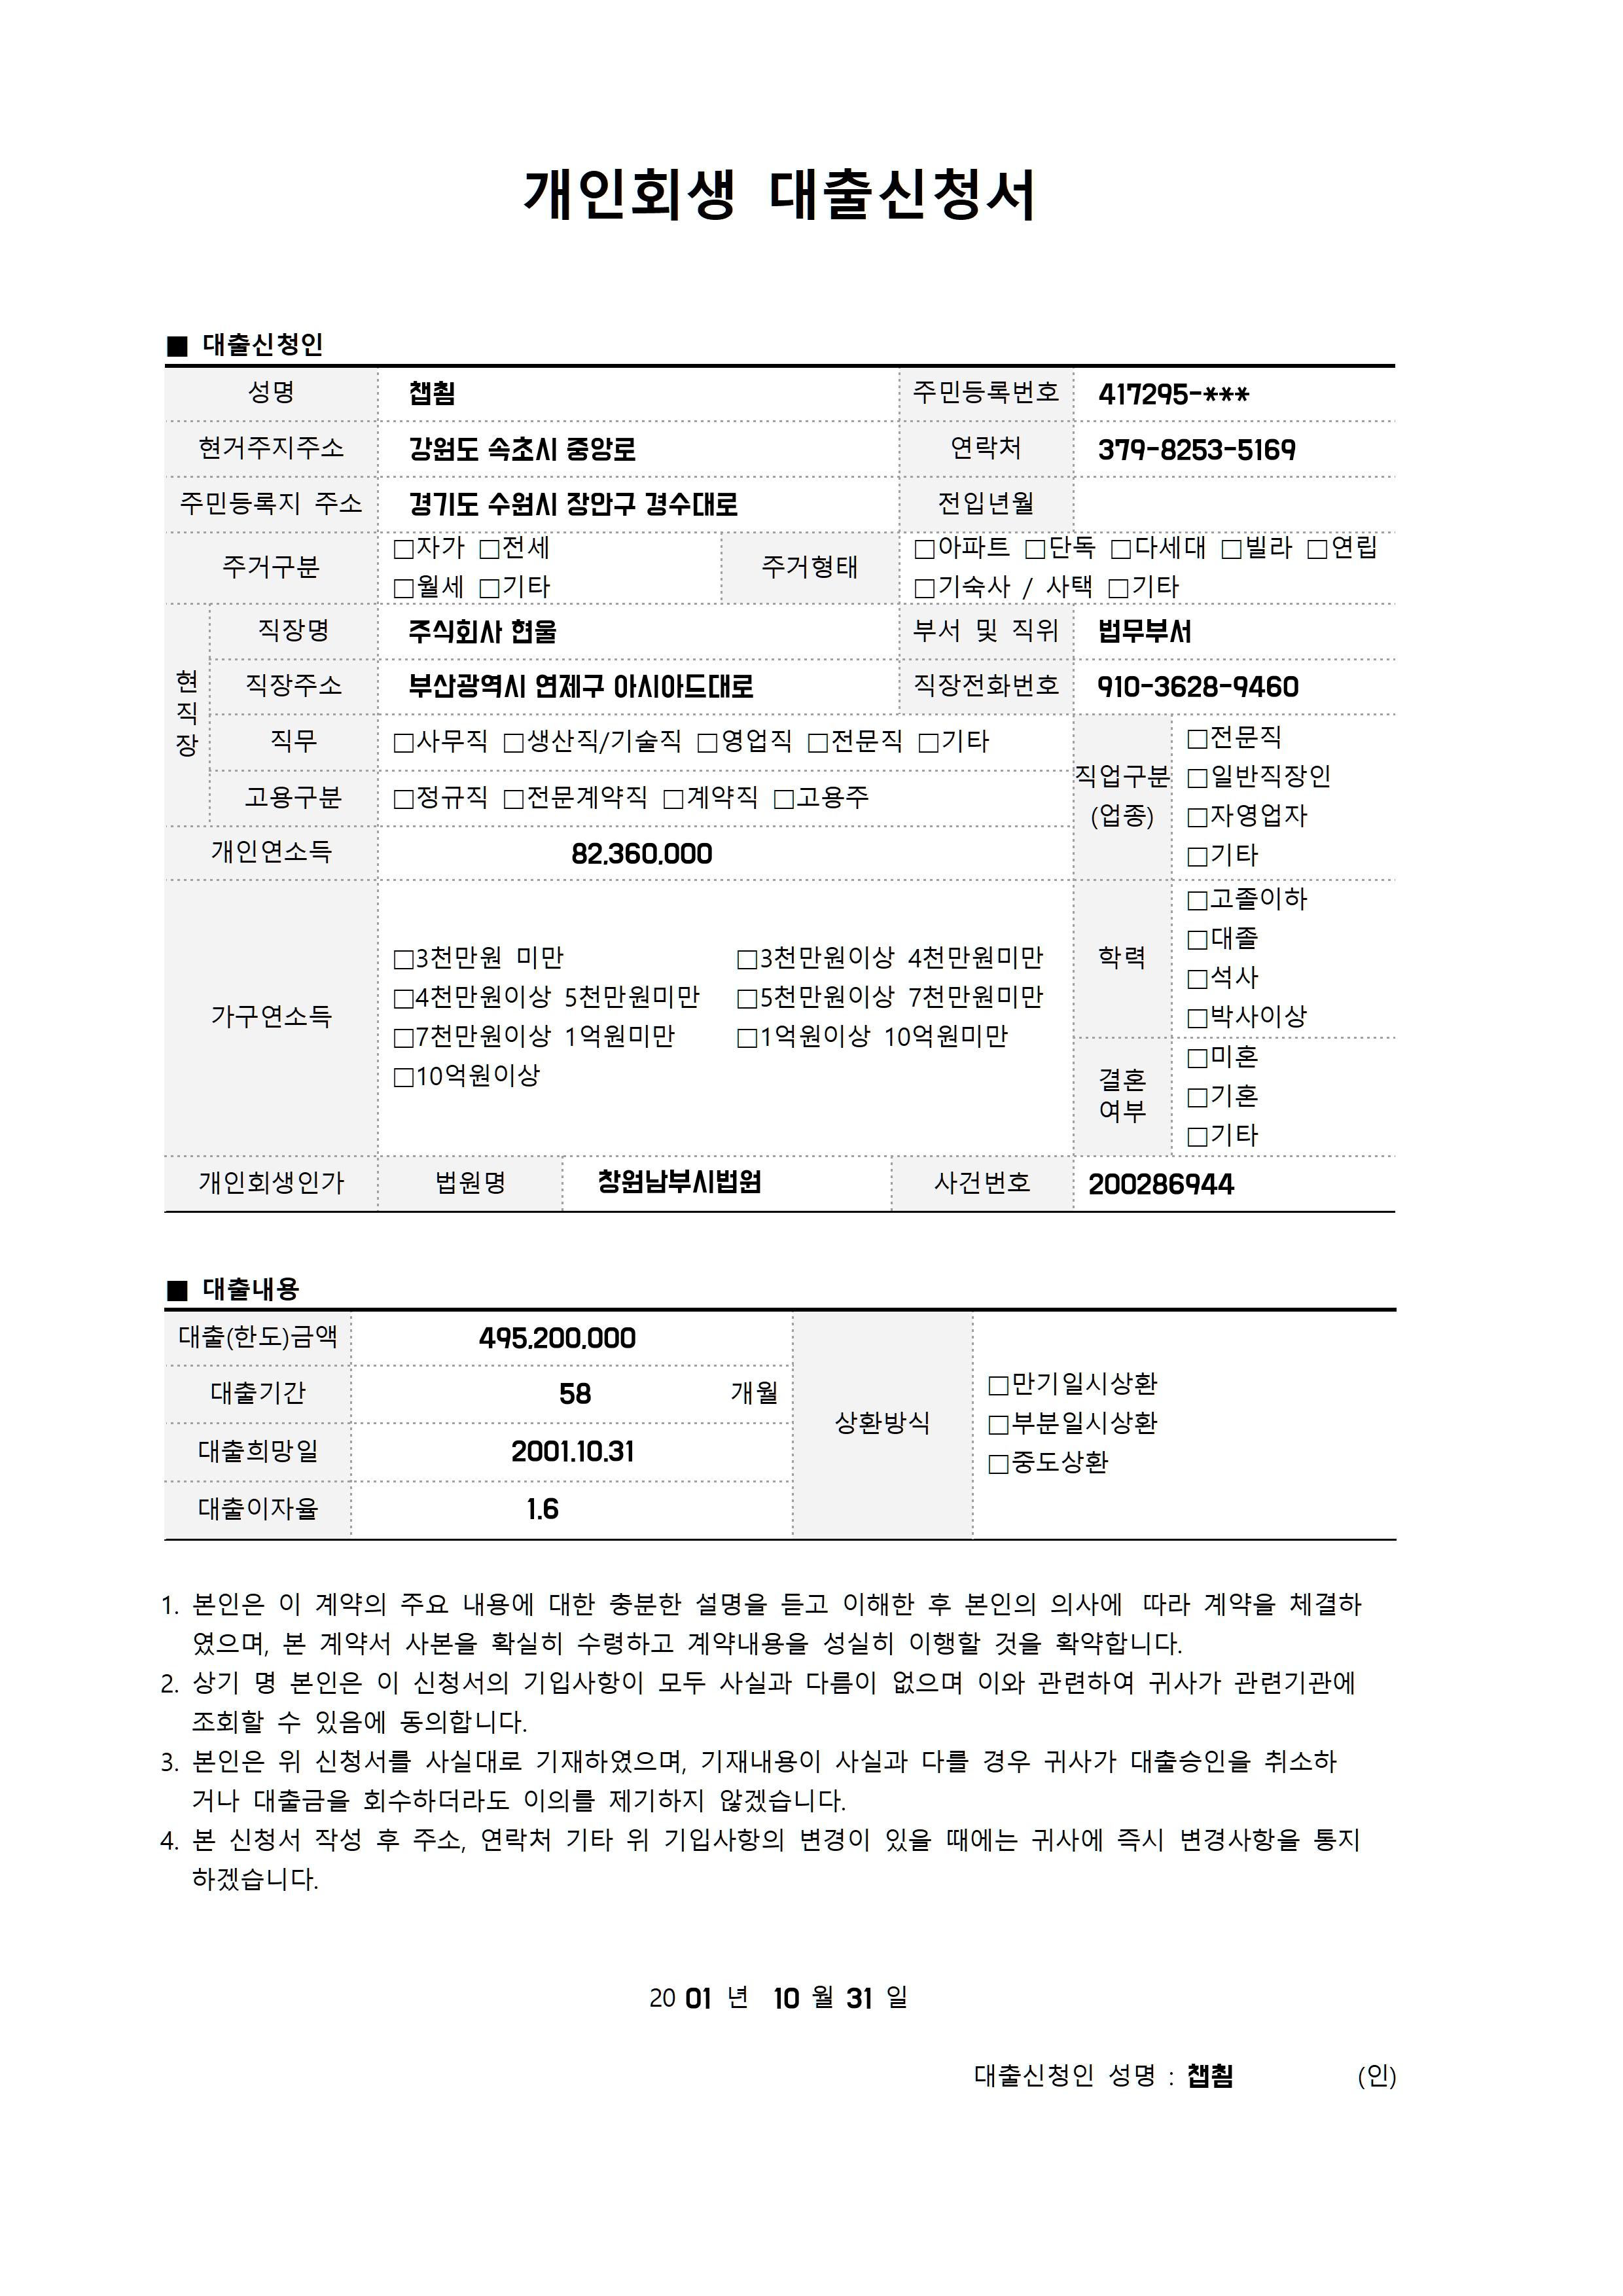 개인회생 대출신청서
■ 대출신청인
성명 챕최 주민등록번호 417295-***
현거주지주소 강원도 속초시 중앙로 연락처 379-8253-5169
주민등록지 주소 경기도 수원시 장안구 경수대로 전입년월
주거구분 □자가 □전세 주거형태 □아파트 □단독 □다세대 □빌라 □연립
□월세 □기타 □기숙사 / 사택 □기타
현직장 직장명 주식회사 현울 부서 및 직위 법무부서
직장주소 부산광역시 연제구 아시아드대로 직장전화번호 910-3628-9460
직무 □사무직 □생산직/기술직 □영업직 □전문직 □기타
고용구분 □정규직 □전문계약직 □계약직 □고용주
직업구분
(업종)
□전문직
□일반직장인
□자영업자
□기타
개인연소득 82,360,000
가구연소득
□3천만원 미만 □3천만원이상 4천만원미만
□4천만원이상 5천만원미만 □5천만원이상 7천만원미만
□7천만원이상 1억원미만 □1억원이상 10억원미만
□10억원이상
학력
□고졸이하
□대졸
□석사
□박사이상
결혼
여부
□미혼
□기혼
□기타
개인회생인가 법원명 창원남부시법원 사건번호 200286944
■ 대출내용
대출(한도)금액 495,200,000
대출기간 58 개월
대출희망일 2001.10.31
대출이자율 1.6
상환방식
□만기일시상환
□부분일시상환
□중도상환
1. 본인은 이 계약의 주요 내용에 대한 충분한 설명을 듣고 이해한 후 본인의 의사에 따라 계약을 체결하
였으며, 본 계약서 사본을 확실히 수령하고 계약내용을 성실히 이행할 것을 확약합니다.
2. 상기 명 본인은 이 신청서의 기입사항이 모두 사실과 다름이 없으며 이와 관련하여 귀사가 관련기관에
조회할 수 있음에 동의합니다.
3. 본인은 위 신청서를 사실대로 기재하였으며, 기재내용이 사실과 다를 경우 귀사가 대출승인을 취소하
거나 대출금을 회수하더라도 이의를 제기하지 않겠습니다.
4. 본 신청서 작성 후 주소, 연락처 기타 위 기입사항의 변경이 있을 때에는 귀사에 즉시 변경사항을 통지
하겠습니다.
20 01 년 10 월 31 일
대출신청인 성명 : 챕최 (인)